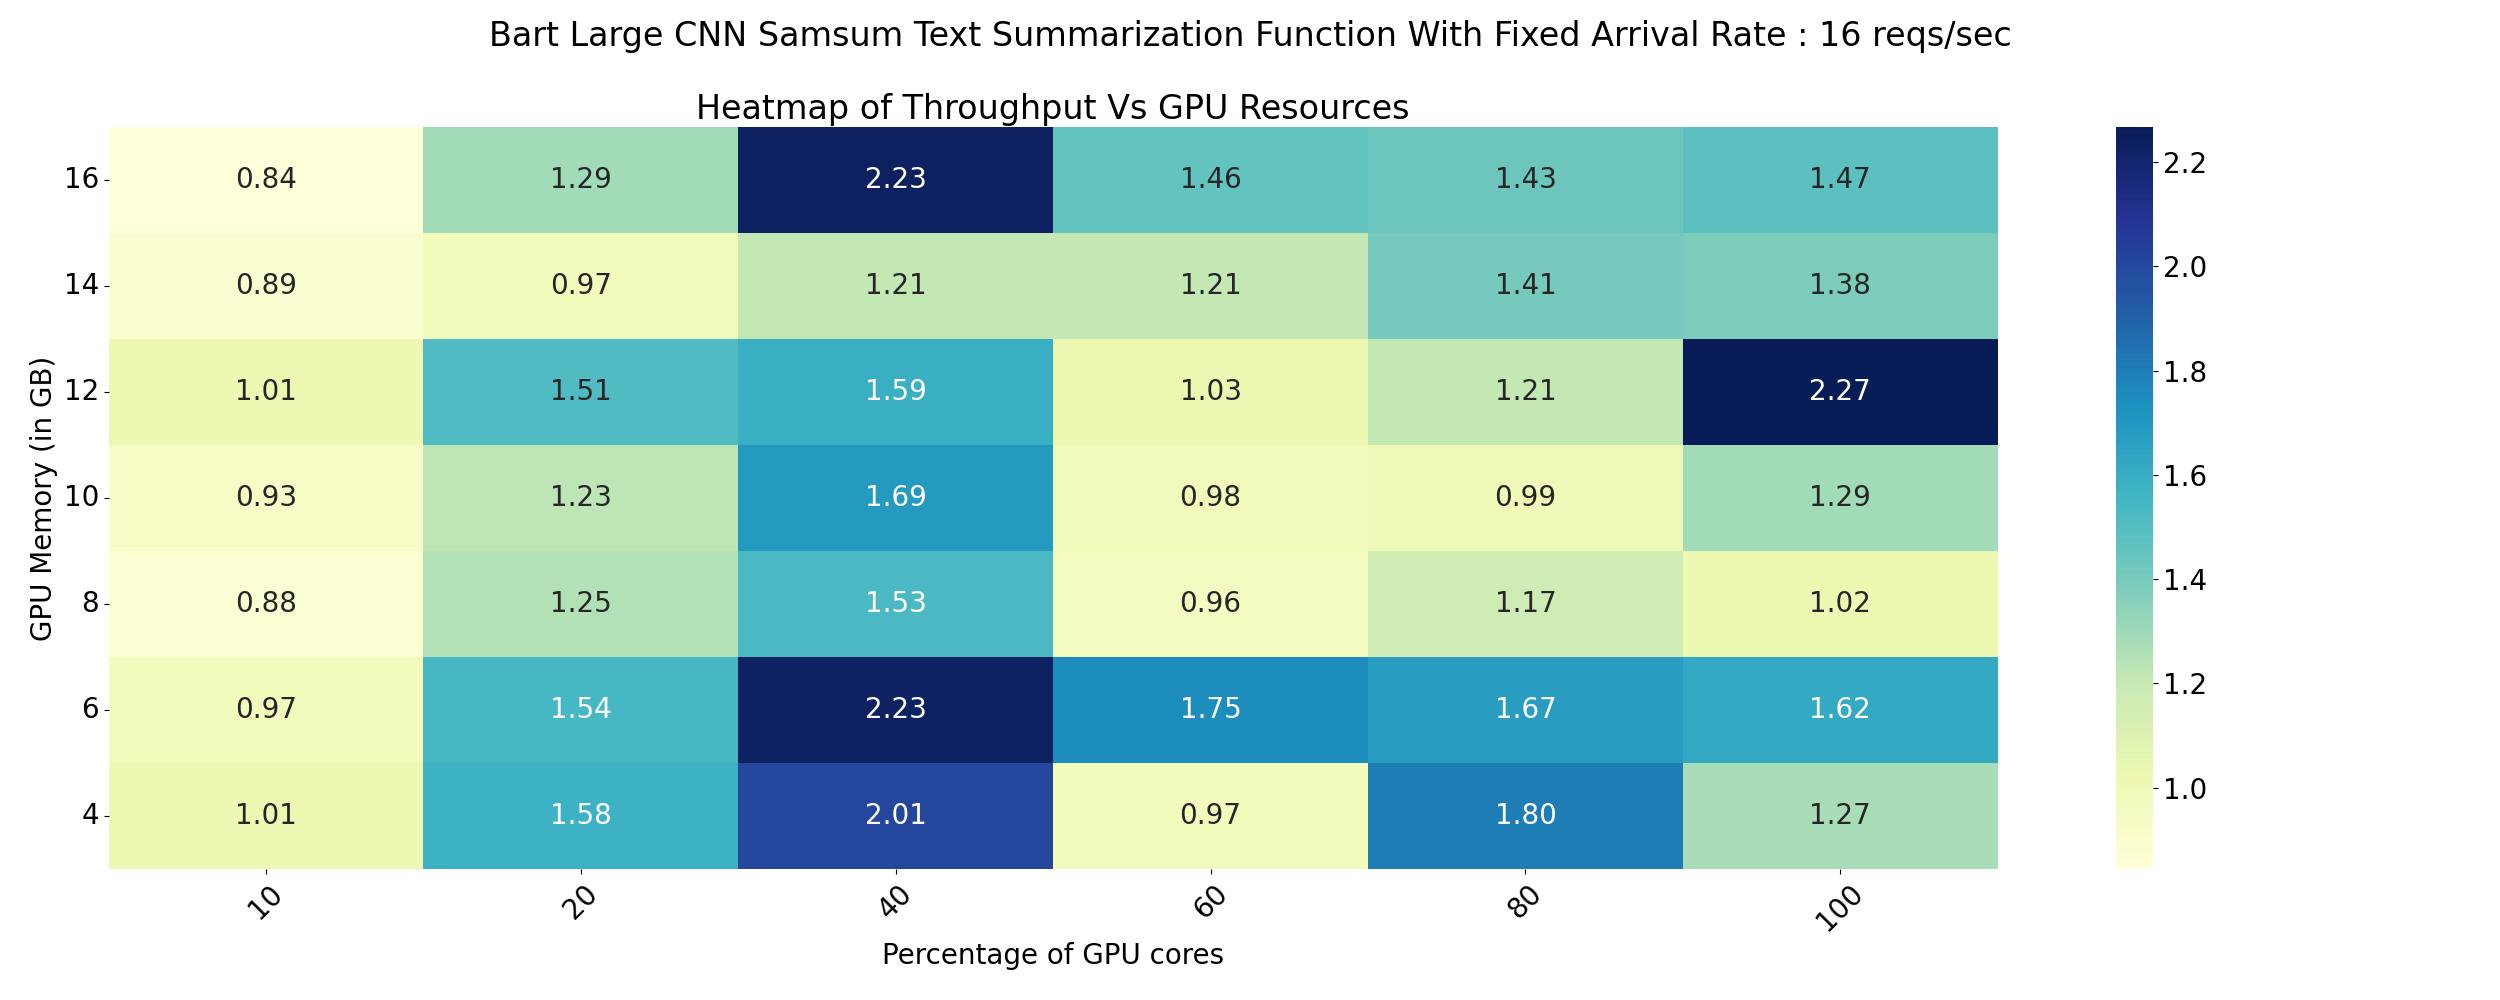 Bart Large CNN Samsum Text Summarization Function With Fixed Arrival Rate : 16 reqs/sec
Heatmap of Throughput Vs GPU Resources
GPU Memory (in GB)
16 0.84 1.29 2.23 1.46 1.43 1.47
14 0.89 0.97 1.21 1.21 1.41 1.38
12 1.01 1.51 1.59 1.03 1.21 2.27
10 0.93 1.23 1.69 0.98 0.99 1.29
8 0.88 1.25 1.53 0.96 1.17 1.02
6 0.97 1.54 2.23 1.75 1.67 1.62
4 1.01 1.58 2.01 0.97 1.80 1.27
10 20 40 60 80 100
Percentage of GPU cores
2.2
2.0
1.8
1.6
1.4
1.2
1.0